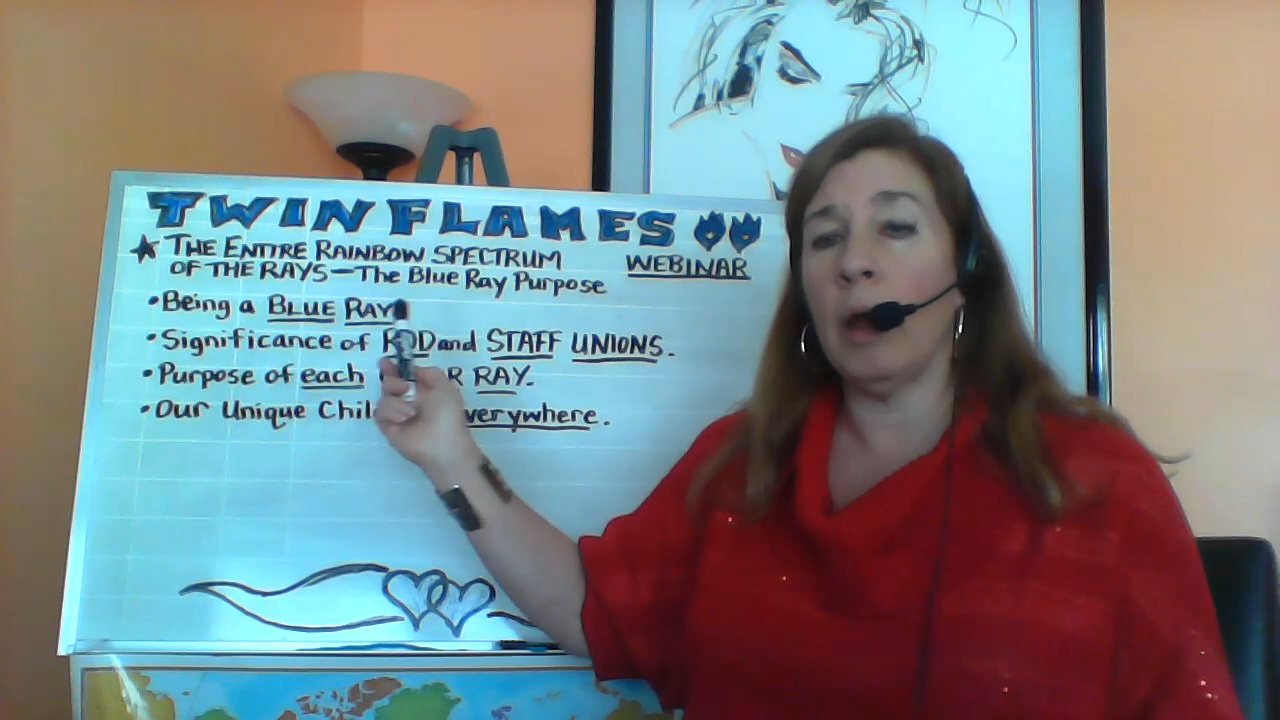 TWIN FLAMES
THE ENTIRE RAINBOW SPECTRUM
OF THE RAYS—The Blue Ray Purpose
WEBINAR
•Being a BLUE RAY
•Significance of ROD and STAFF UNIONS.
•Purpose of each RAY.
•Our Unique